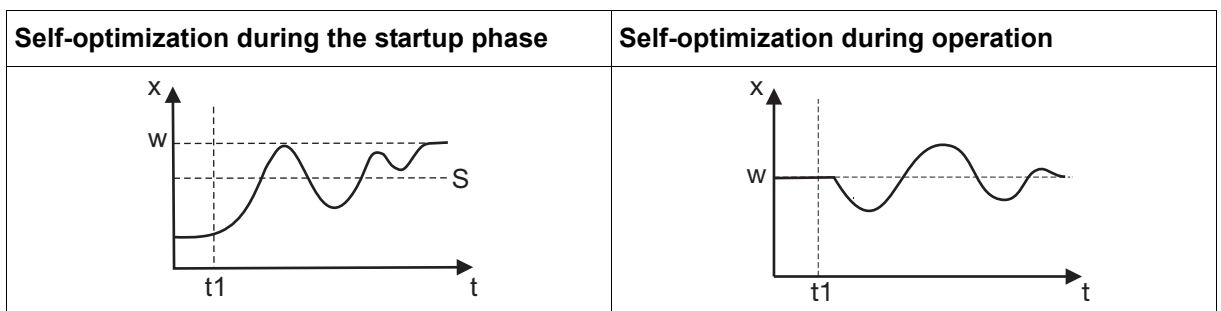 Self-optimization during the startup phase
x
w
S
t1
t
Self-optimization during operation
x
w
t1
t